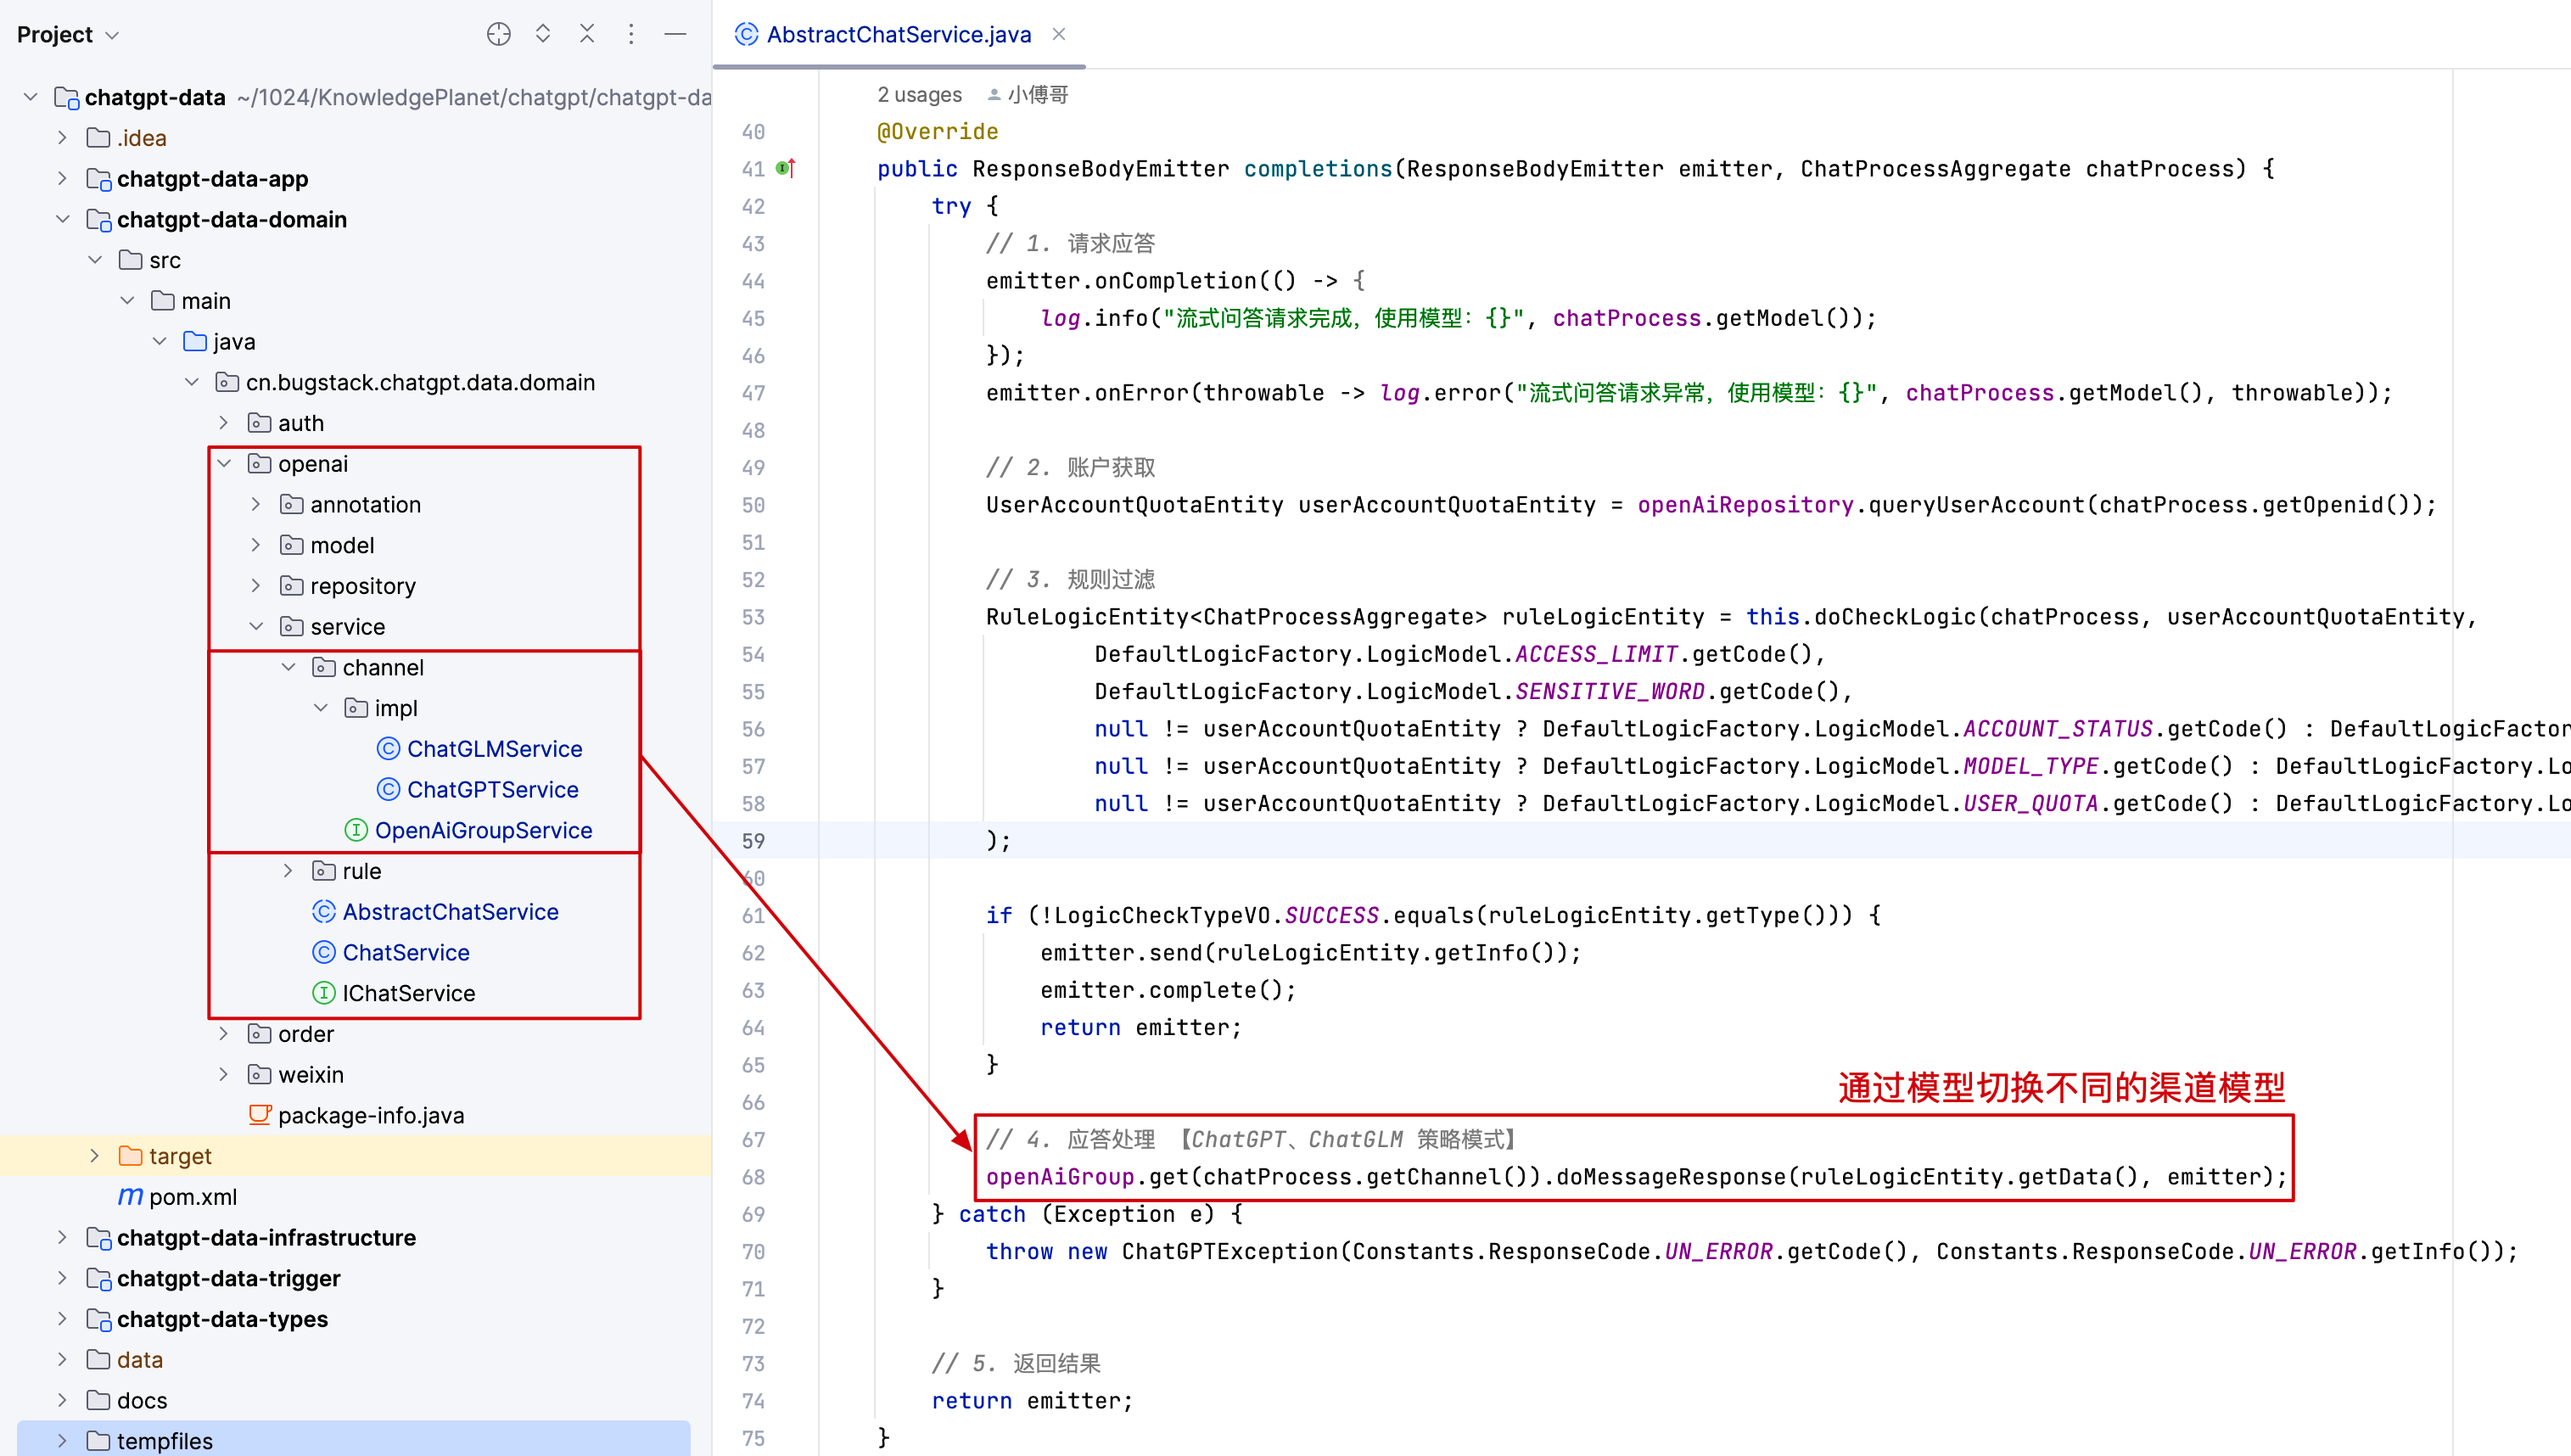 Project
chatgpt-data ~/1024/KnowledgePlanet/chatgpt/chatgpt-da
.idea
chatgpt-data-app
chatgpt-data-domain
src
main
java
cn.bugstack.chatgpt.data.domain
auth
openai
annotation
model
repository
service
channel
impl
ChatGLMService
ChatGPTService
OpenAiGroupService
rule
AbstractChatService
ChatService
IChatService
order
weixin
package-info.java
target
pom.xml
chatgpt-data-infrastructure
chatgpt-data-trigger
chatgpt-data-types
data
docs
tempfiles
AbstractChatService.java
2 usages 小傅哥
40 @Override
41 public ResponseBodyEmitter completions(ResponseBodyEmitter emitter, ChatProcessAggregate chatProcess) {
42 try {
43 // 1. 请求应答
44 emitter.onCompletion(() -> {
45 log.info("流式问答请求完成，使用模型：{}", chatProcess.getModel());
46 });
47 emitter.onError(throwable -> log.error("流式问答请求异常，使用模型：{}", chatProcess.getModel(), throwable));
48
49 // 2. 账户获取
50 UserAccountQuotaEntity userAccountQuotaEntity = openAiRepository.queryUserAccount(chatProcess.getOpenid());
51
52 // 3. 规则过滤
53 RuleLogicEntity<ChatProcessAggregate> ruleLogicEntity = this.doCheckLogic(chatProcess, userAccountQuotaEntity,
54 DefaultLogicFactory.LogicModel.ACCESS_LIMIT.getCode(),
55 DefaultLogicFactory.LogicModel.SENSITIVE_WORD.getCode(),
56 null != userAccountQuotaEntity ? DefaultLogicFactory.LogicModel.ACCOUNT_STATUS.getCode() : DefaultLogicFactor
57 null != userAccountQuotaEntity ? DefaultLogicFactory.LogicModel.MODEL_TYPE.getCode() : DefaultLogicFactory.Lo
58 null != userAccountQuotaEntity ? DefaultLogicFactory.LogicModel.USER_QUOTA.getCode() : DefaultLogicFactory.Lo
59 );
60
61 if (!LogicCheckTypeVO.SUCCESS.equals(ruleLogicEntity.getType())) {
62 emitter.send(ruleLogicEntity.getInfo());
63 emitter.complete();
64 return emitter;
65 }
通过模型切换不同的渠道模型
66
67 // 4. 应答处理 【ChatGPT、ChatGLM 策略模式】
68 openAiGroup.get(chatProcess.getChannel()).doMessageResponse(ruleLogicEntity.getData(), emitter);
69 } catch (Exception e) {
70 throw new ChatGPTException(Constants.ResponseCode.UN_ERROR.getCode(), Constants.ResponseCode.UN_ERROR.getInfo());
71 }
72
73 // 5. 返回结果
74 return emitter;
75 }